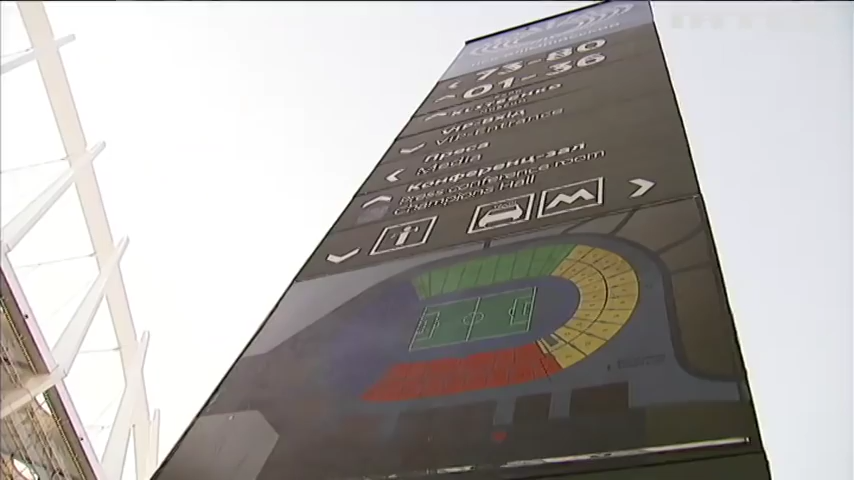 73-80
01-36
VIP-вхід
VIP-Entrance
Преса
Media
Конференц-зал
Press conference room
Champions Hall